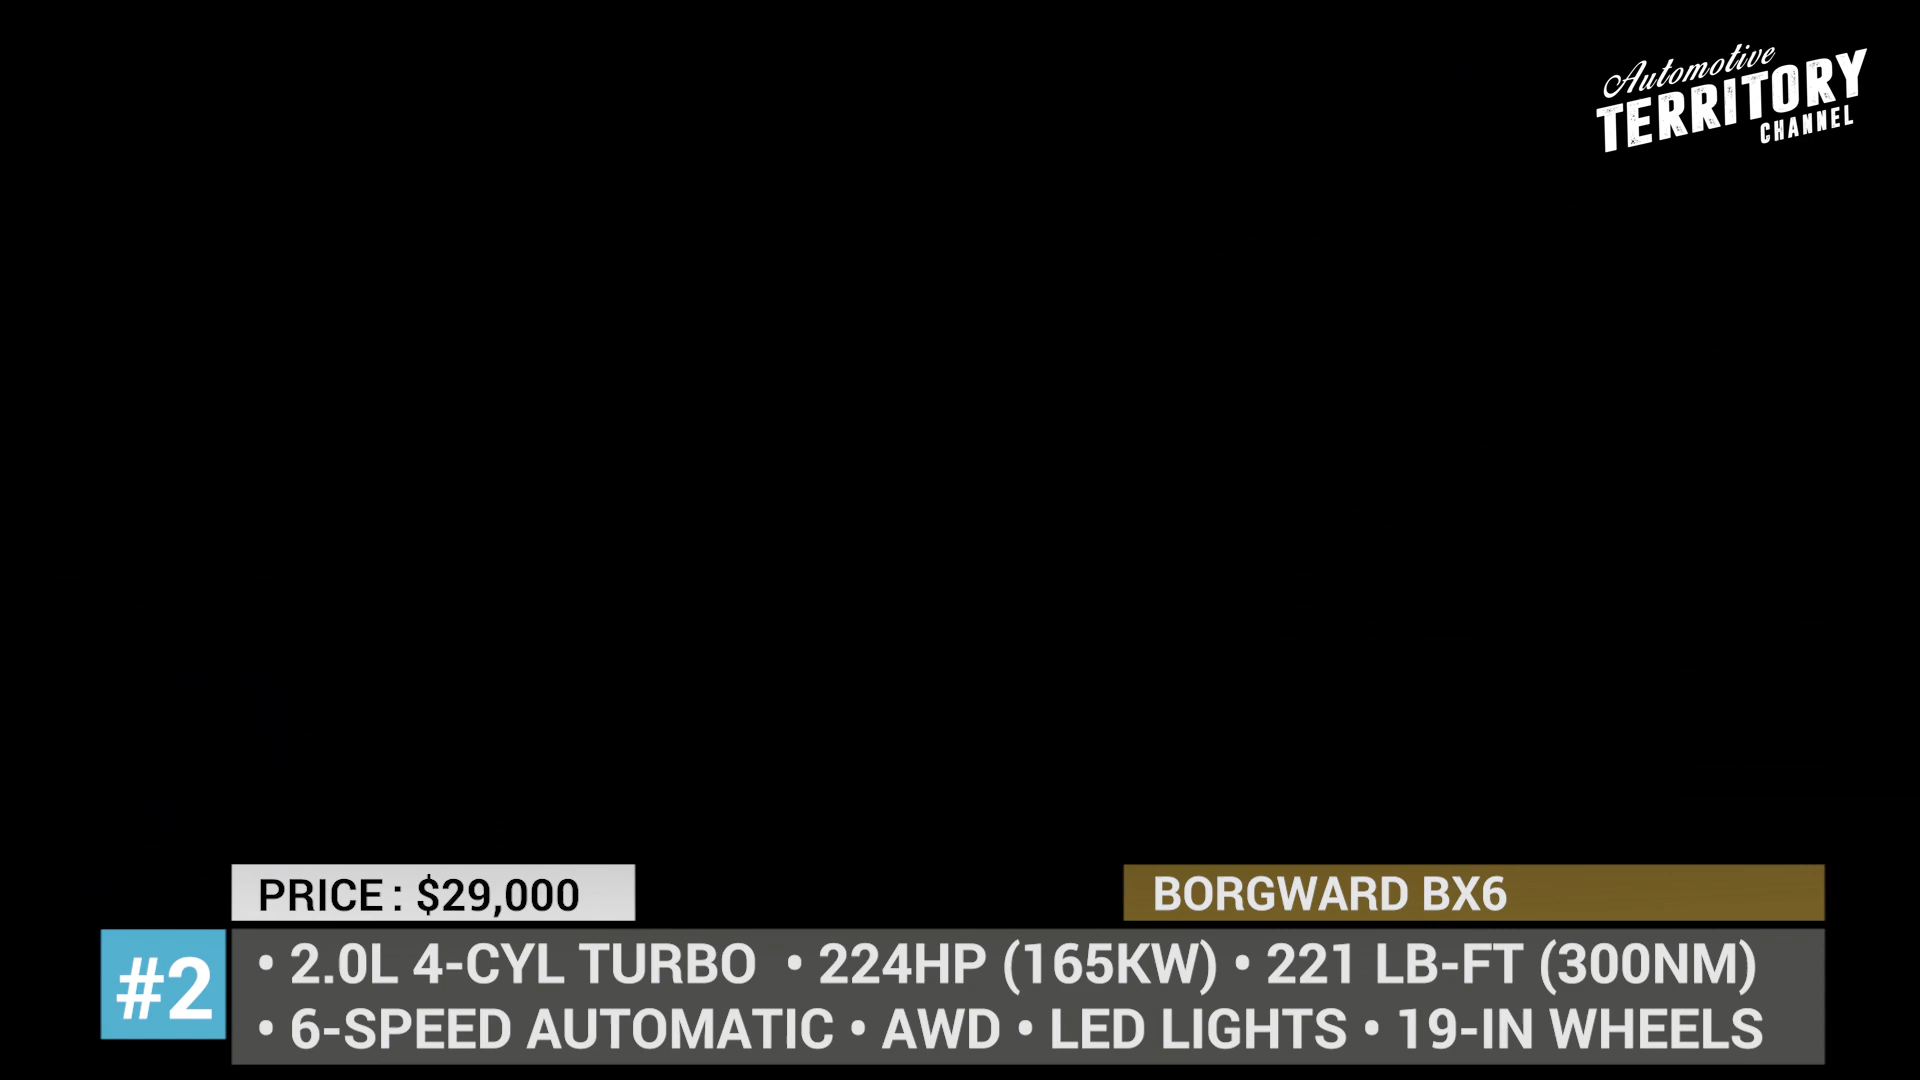 Automotive
TERRITORY
CHANNEL
PRICE : $29,000
BORGWARD BX6
#2
• 2.0L 4-CYL TURBO • 224HP (165KW) • 221 LB-FT (300NM)
• 6-SPEED AUTOMATIC • AWD • LED LIGHTS • 19-IN WHEELS